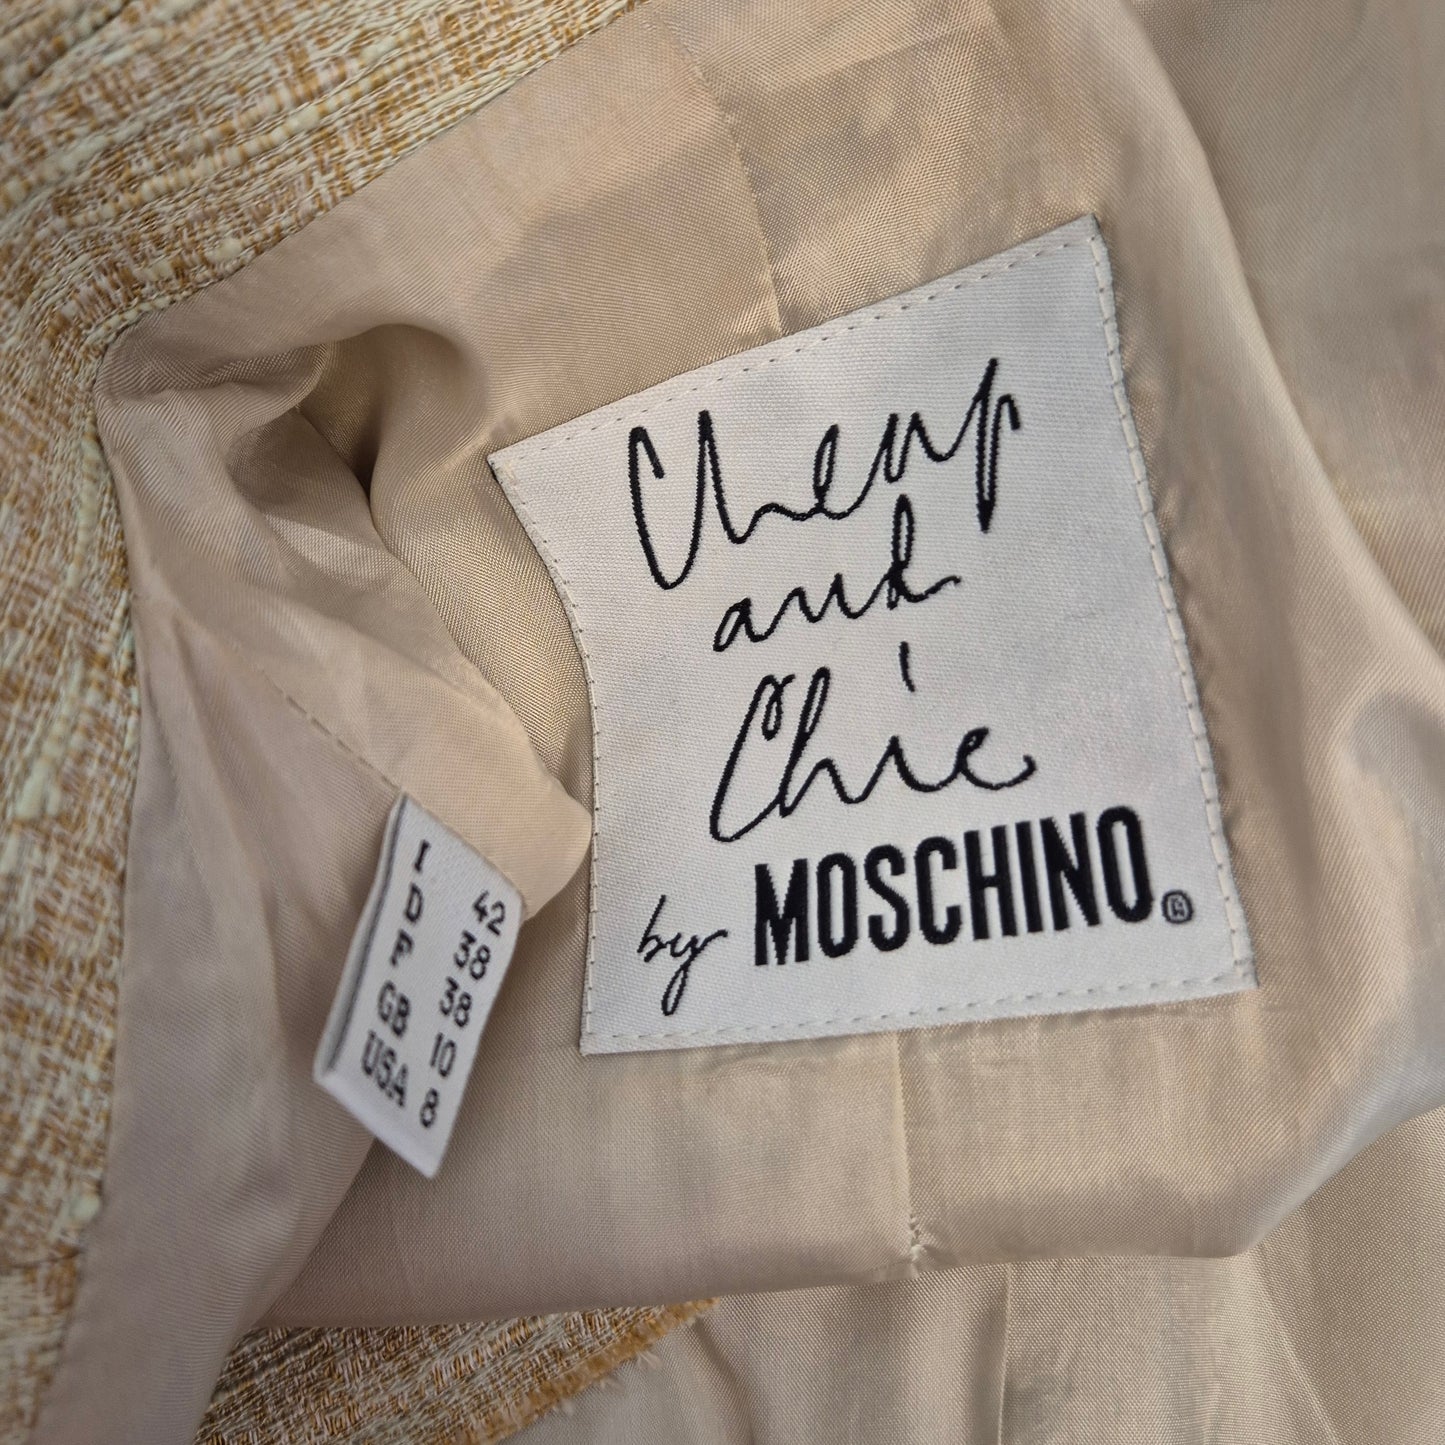 Cheap
and
Chic
by MOSCHINO®
I 42
D 38
F 38
GB 10
USA 8